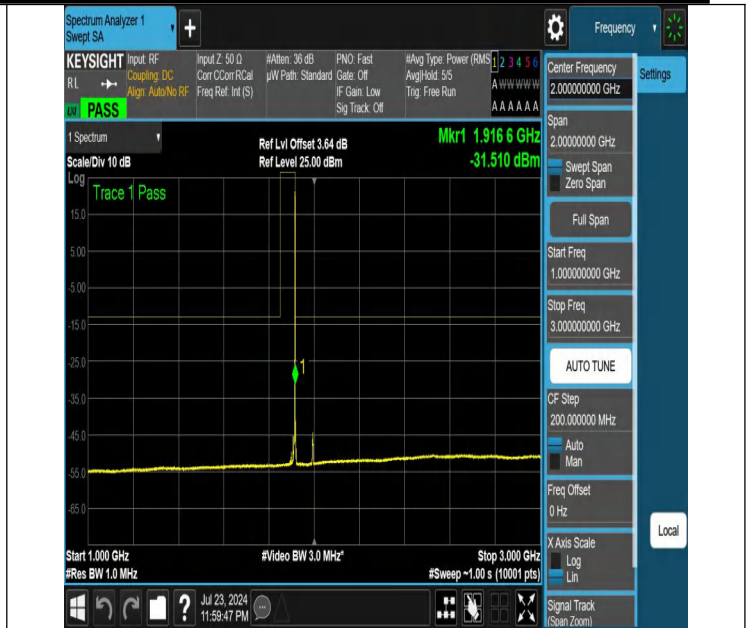 Spectrum Analyzer 1
Swept SA
Frequency
KEYSIGHT
RL
PASS
Input: RF
Coupling: DC
Align: Auto/No RF
Input Z: 50 Ω
Corr CCorr RCal
Freq Ref: Int (S)
#Atten: 36 dB
µW Path: Standard
PNO: Fast
Gate: Off
IF Gain: Low
Sig Track: Off
#Avg Type: Power (RMS
Avg|Hold: 5/5
Trig: Free Run
1 2 3 4 5 6
A W W W W W
A A A A A A
1 Spectrum
Scale/Div 10 dB
Log
Ref Lvl Offset 3.64 dB
Ref Level 25.00 dBm
Mkr1 1.916 6 GHz
-31.510 dBm
Trace 1 Pass
15.0
5.00
-5.00
-15.0
-25.0
-35.0
-45.0
-55.0
-65.0
1
Start 1.000 GHz
#Res BW 1.0 MHz
#Video BW 3.0 MHz*
Stop 3.000 GHz
#Sweep ~1.00 s (10001 pts)
Center Frequency
2.000000000 GHz
Settings
Span
2.00000000 GHz
Swept Span
Zero Span
Full Span
Start Freq
1.000000000 GHz
Stop Freq
3.000000000 GHz
AUTO TUNE
CF Step
200.000000 MHz
Auto
Man
Freq Offset
0 Hz
X Axis Scale
Log
Lin
Local
Signal Track
(Span Zoom)
?
Jul 23, 2024
11:59:47 PM